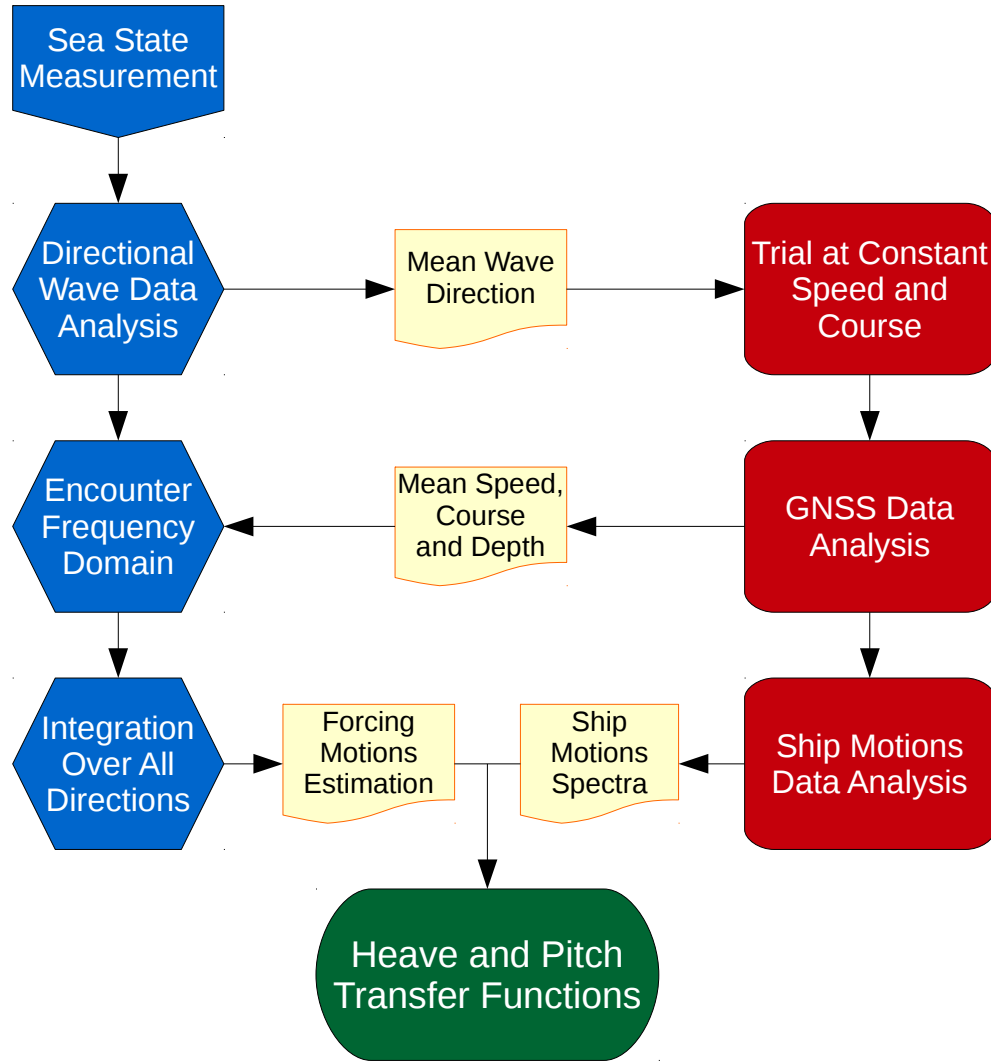 Sea State
Measurement
Directional
Wave Data
Analysis
Mean Wave
Direction
Trial at Constant
Speed and
Course
Encounter
Frequency
Domain
Mean Speed,
Course
and Depth
GNSS Data
Analysis
Integration
Over All
Directions
Forcing
Motions
Estimation
Ship
Motions
Spectra
Ship Motions
Data Analysis
Heave and Pitch
Transfer Functions